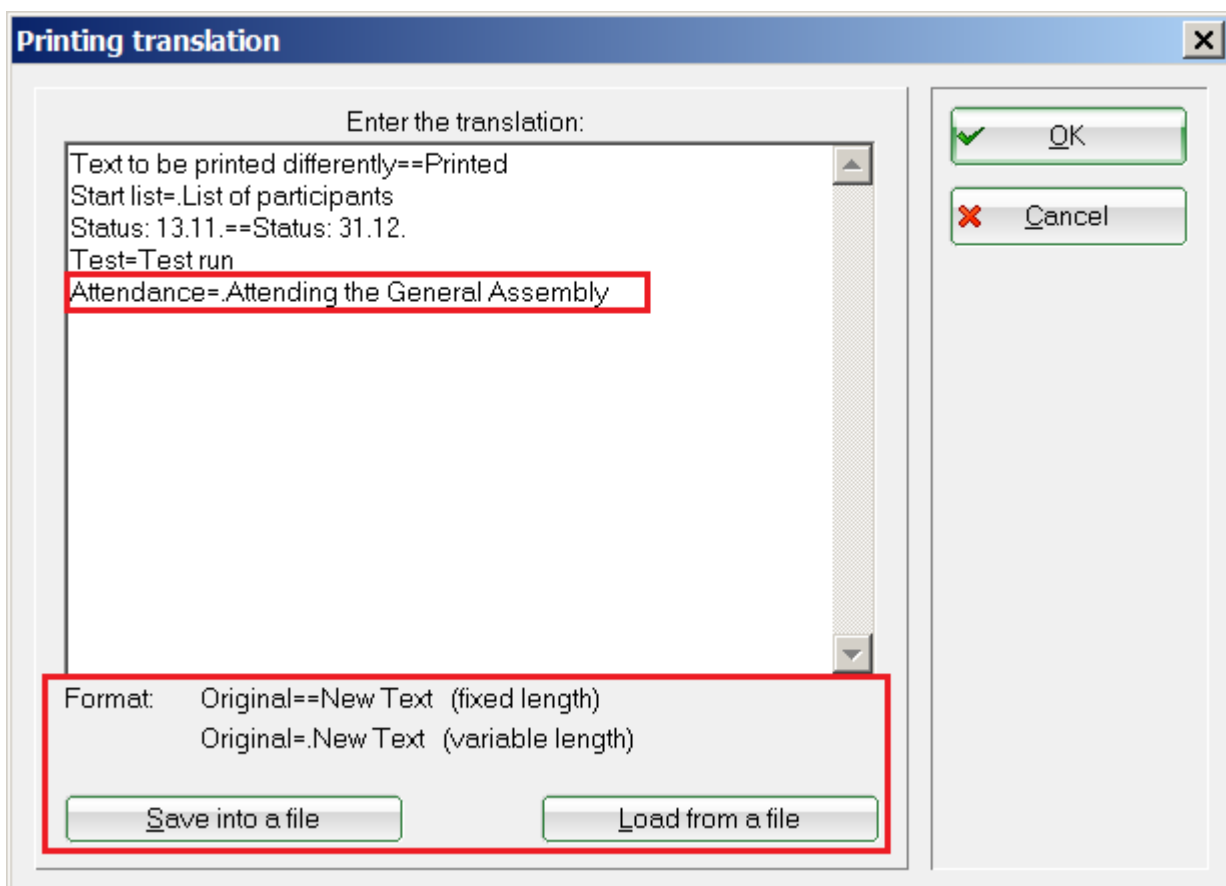 Printing translation
Enter the translation:
Text to be printed differently==Printed
Start list=.List of participants
Status: 13.11.==Status: 31.12.
Test=Test run
Attendance=.Attending the General Assembly
Format: Original==New Text (fixed length)
Original=.New Text (variable length)
Save into a file
Load from a file
OK
Cancel